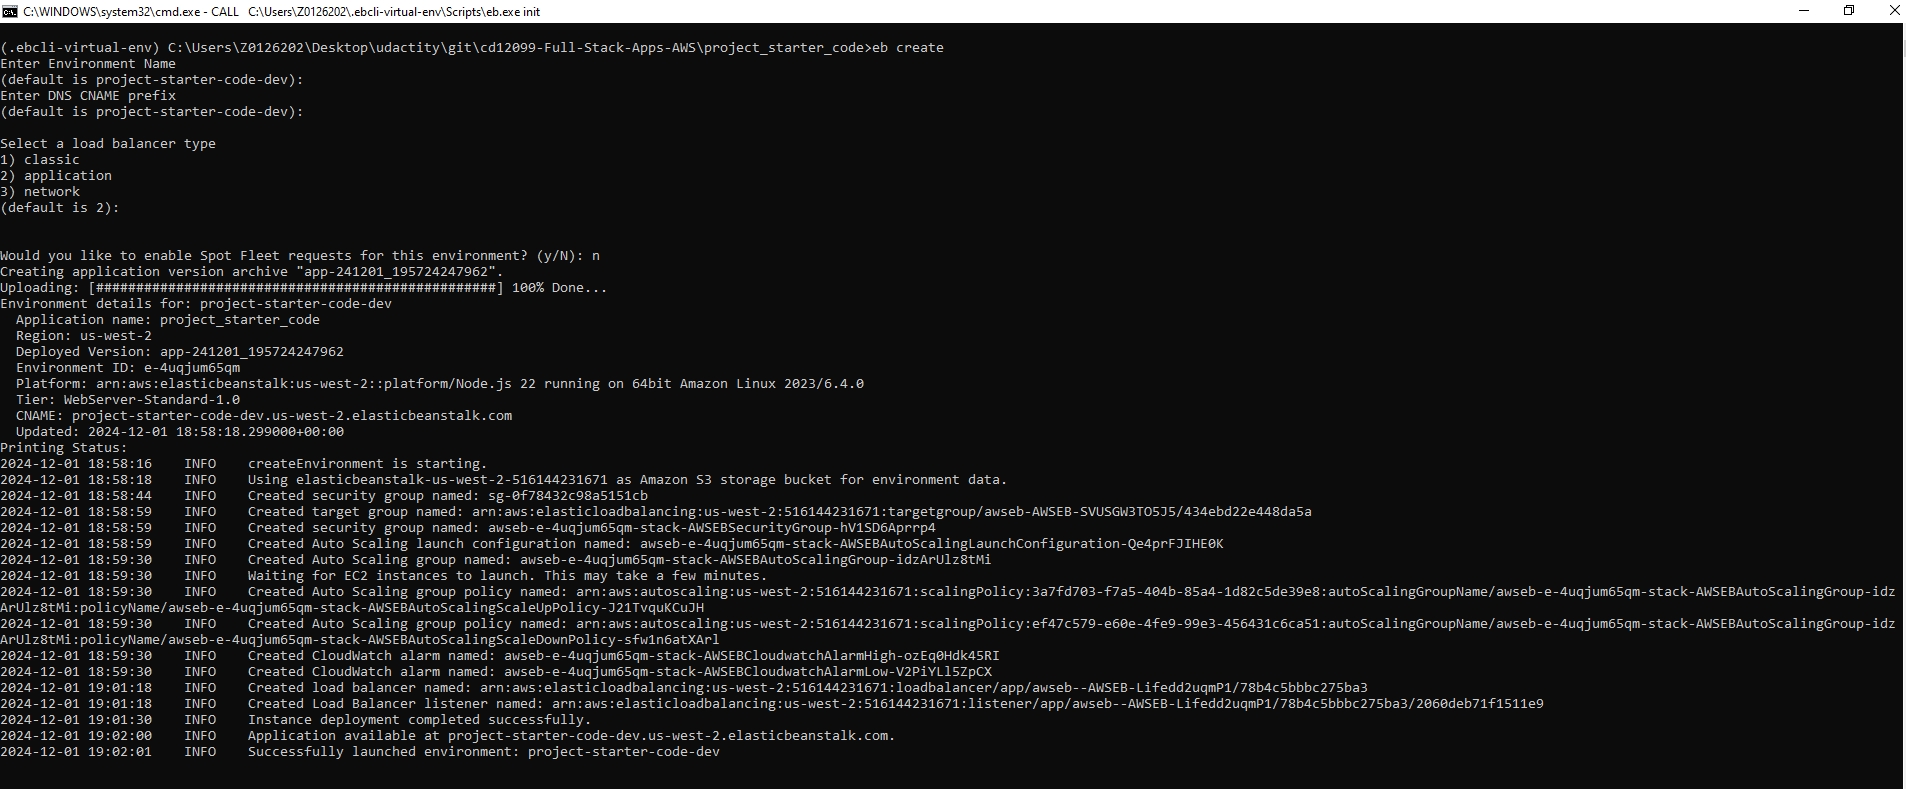 C:\WINDOWS\system32\cmd.exe - CALL C:\Users\Z0126202\.ebcli-virtual-env\Scripts\eb.exe init
(.ebcli-virtual-env) C:\Users\Z0126202\Desktop\udactity\git\cd12099-Full-Stack-Apps-AWS\project_starter_code>eb create
Enter Environment Name
(default is project-starter-code-dev):
Enter DNS CNAME prefix
(default is project-starter-code-dev):
Select a load balancer type
1) classic
2) application
3) network
(default is 2):
Would you like to enable Spot Fleet requests for this environment? (y/N): n
Creating application version archive "app-241201_195724247962".
Uploading: [##################################################] 100% Done...
Environment details for: project-starter-code-dev
  Application name: project_starter_code
  Region: us-west-2
  Deployed Version: app-241201_195724247962
  Environment ID: e-4uqjum65qm
  Platform: arn:aws:elasticbeanstalk:us-west-2::platform/Node.js 22 running on 64bit Amazon Linux 2023/6.4.0
  Tier: WebServer-Standard-1.0
  CNAME: project-starter-code-dev.us-west-2.elasticbeanstalk.com
  Updated: 2024-12-01 18:58:18.299000+00:00
Printing Status:
2024-12-01 18:58:16    INFO    createEnvironment is starting.
2024-12-01 18:58:18    INFO    Using elasticbeanstalk-us-west-2-516144231671 as Amazon S3 storage bucket for environment data.
2024-12-01 18:58:44    INFO    Created security group named: sg-0f78432c98a5151cb
2024-12-01 18:58:59    INFO    Created target group named: arn:aws:elasticloadbalancing:us-west-2:516144231671:targetgroup/awseb-AWSEB-SVUSGW3TO5J5/434ebd22e448da5a
2024-12-01 18:58:59    INFO    Created security group named: awseb-e-4uqjum65qm-stack-AWSEBSecurityGroup-hV1SD6Aprrp4
2024-12-01 18:58:59    INFO    Created Auto Scaling launch configuration named: awseb-e-4uqjum65qm-stack-AWSEBAutoScalingLaunchConfiguration-Qe4prFJIHE0K
2024-12-01 18:59:30    INFO    Created Auto Scaling group named: awseb-e-4uqjum65qm-stack-AWSEBAutoScalingGroup-idzArUlz8tMi
2024-12-01 18:59:30    INFO    Waiting for EC2 instances to launch. This may take a few minutes.
2024-12-01 18:59:30    INFO    Created Auto Scaling group policy named: arn:aws:autoscaling:us-west-2:516144231671:scalingPolicy:3a7fd703-f7a5-404b-85a4-1d82c5de39e8:autoScalingGroupName/awseb-e-4uqjum65qm-stack-AWSEBAutoScalingGroup-idz
ArUlz8tMi:policyName/awseb-e-4uqjum65qm-stack-AWSEBAutoScalingScaleUpPolicy-J21TvquKCuJH
2024-12-01 18:59:30    INFO    Created Auto Scaling group policy named: arn:aws:autoscaling:us-west-2:516144231671:scalingPolicy:ef47c579-e60e-4fe9-99e3-456431c6ca51:autoScalingGroupName/awseb-e-4uqjum65qm-stack-AWSEBAutoScalingGroup-idz
ArUlz8tMi:policyName/awseb-e-4uqjum65qm-stack-AWSEBAutoScalingScaleDownPolicy-sfw1n6atXArl
2024-12-01 18:59:30    INFO    Created CloudWatch alarm named: awseb-e-4uqjum65qm-stack-AWSEBCloudwatchAlarmHigh-ozEq0Hdk45RI
2024-12-01 18:59:30    INFO    Created CloudWatch alarm named: awseb-e-4uqjum65qm-stack-AWSEBCloudwatchAlarmLow-V2PiYLl5ZpCX
2024-12-01 19:01:18    INFO    Created load balancer named: arn:aws:elasticloadbalancing:us-west-2:516144231671:loadbalancer/app/awseb--AWSEB-Lifedd2uqmP1/78b4c5bbbc275ba3
2024-12-01 19:01:18    INFO    Created Load Balancer listener named: arn:aws:elasticloadbalancing:us-west-2:516144231671:listener/app/awseb--AWSEB-Lifedd2uqmP1/78b4c5bbbc275ba3/2060deb71f1511e9
2024-12-01 19:01:30    INFO    Instance deployment completed successfully.
2024-12-01 19:02:00    INFO    Application available at project-starter-code-dev.us-west-2.elasticbeanstalk.com.
2024-12-01 19:02:01    INFO    Successfully launched environment: project-starter-code-dev